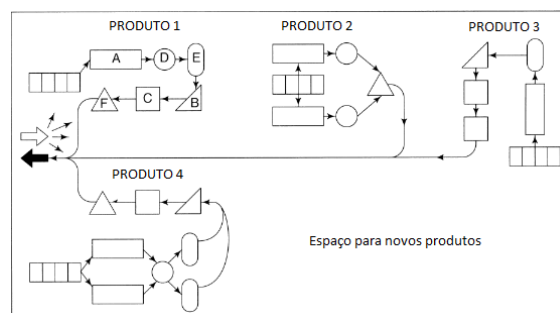 PRODUTO 1
PRODUTO 2
PRODUTO 3
A
D
E
F
C
B
PRODUTO 4
Espaço para novos produtos